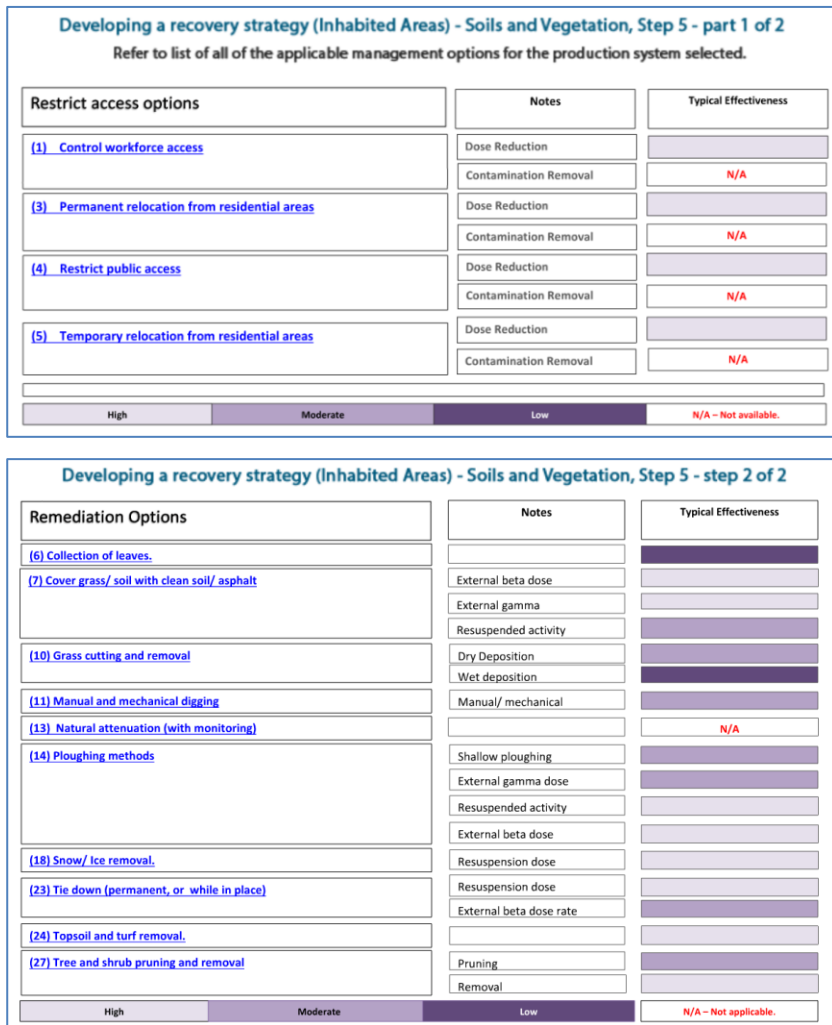 Developing a recovery strategy (Inhabited Areas) - Soils and Vegetation, Step 5 - part 1 of 2
Refer to list of all of the applicable management options for the production system selected.
Restrict access options
Notes
Typical Effectiveness
(1) Control workforce access
Dose Reduction
Contamination Removal
N/A
(3) Permanent relocation from residential areas
Dose Reduction
Contamination Removal
N/A
(4) Restrict public access
Dose Reduction
Contamination Removal
N/A
(5) Temporary relocation from residential areas
Dose Reduction
Contamination Removal
N/A
High
Moderate
Low
N/A – Not available.
Developing a recovery strategy (Inhabited Areas) - Soils and Vegetation, Step 5 - step 2 of 2
Remediation Options
Notes
Typical Effectiveness
(6) Collection of leaves.
(7) Cover grass/ soil with clean soil/ asphalt
External beta dose
External gamma
Resuspended activity
(10) Grass cutting and removal
Dry Deposition
Wet deposition
(11) Manual and mechanical digging
Manual/ mechanical
(13) Natural attenuation (with monitoring)
N/A
(14) Ploughing methods
Shallow ploughing
External gamma dose
Resuspended activity
External beta dose
(18) Snow/ Ice removal.
Resuspension dose
(23) Tie down (permanent, or while in place)
Resuspension dose
External beta dose rate
(24) Topsoil and turf removal.
(27) Tree and shrub pruning and removal
Pruning
Removal
High
Moderate
Low
N/A – Not applicable.